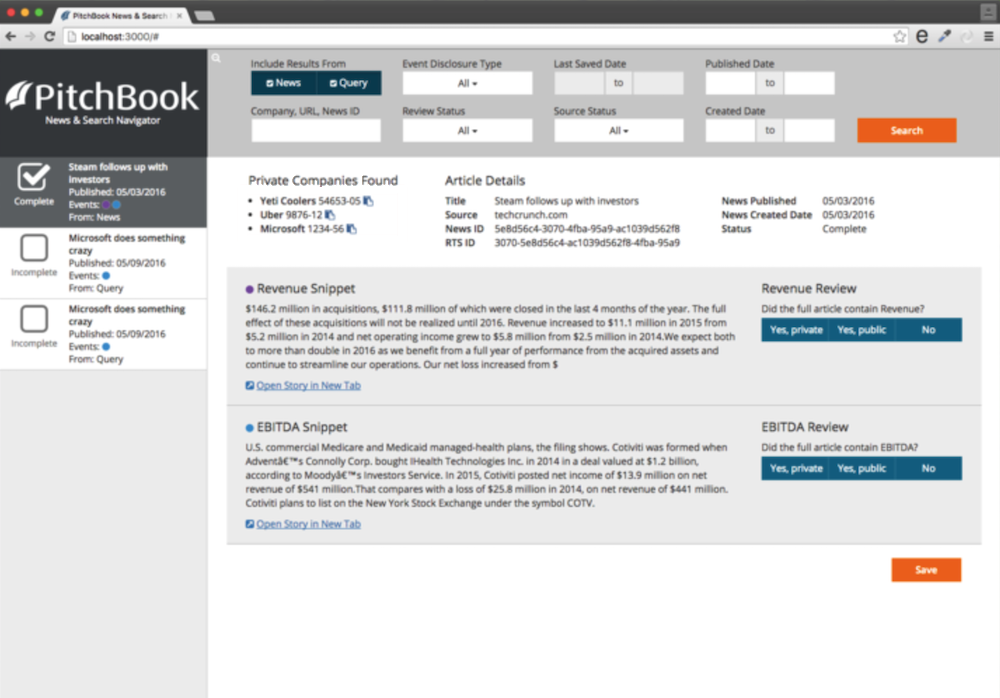 PitchBook News & Search
localhost:3000/#
PitchBook
News & Search Navigator
Include Results From
News
Query
Event Disclosure Type
All
Last Saved Date
to
Published Date
to
Company, URL, News ID
Review Status
All
Source Status
All
Created Date
to
Search
Complete
Steam follows up with
investors
Published: 05/03/2016
Events:
From: News
Incomplete
Microsoft does something
crazy
Published: 05/09/2016
Events:
From: Query
Incomplete
Microsoft does something
crazy
Published: 05/09/2016
Events:
From: Query
Private Companies Found
• Yeti Coolers 54653-05
• Uber 9876-12
• Microsoft 1234-56
Article Details
Title Steam follows up with investors
Source techcrunch.com
News ID 5e8d56c4-3070-4fba-95a9-ac1039d562f8
RTS ID 3070-5e8d56c4-ac1039d562f8-4fba-95a9
News Published 05/03/2016
News Created Date 05/03/2016
Status Complete
Revenue Snippet
$146.2 million in acquisitions, $111.8 million of which were closed in the last 4 months of the year. The full
effect of these acquisitions will not be realized until 2016. Revenue increased to $11.1 million in 2015 from
$5.2 million in 2014 and net operating income grew to $5.8 million from $2.5 million in 2014.We expect both
to more than double in 2016 as we benefit from a full year of performance from the acquired assets and
continue to streamline our operations. Our net loss increased from $
Open Story in New Tab
Revenue Review
Did the full article contain Revenue?
Yes, private Yes, public No
EBITDA Snippet
U.S. commercial Medicare and Medicaid managed-health plans, the filing shows. Cotiviti was formed when
Adventâ€™s Connolly Corp. bought IHealth Technologies Inc. in 2014 in a deal valued at $1.2 billion,
according to Moodyâ€™s Investors Service. In 2015, Cotiviti posted net income of $13.9 million on net
revenue of $541 million.That compares with a loss of $25.8 million in 2014, on net revenue of $441 million.
Cotiviti plans to list on the New York Stock Exchange under the symbol COTV.
Open Story in New Tab
EBITDA Review
Did the full article contain EBITDA?
Yes, private Yes, public No
Save